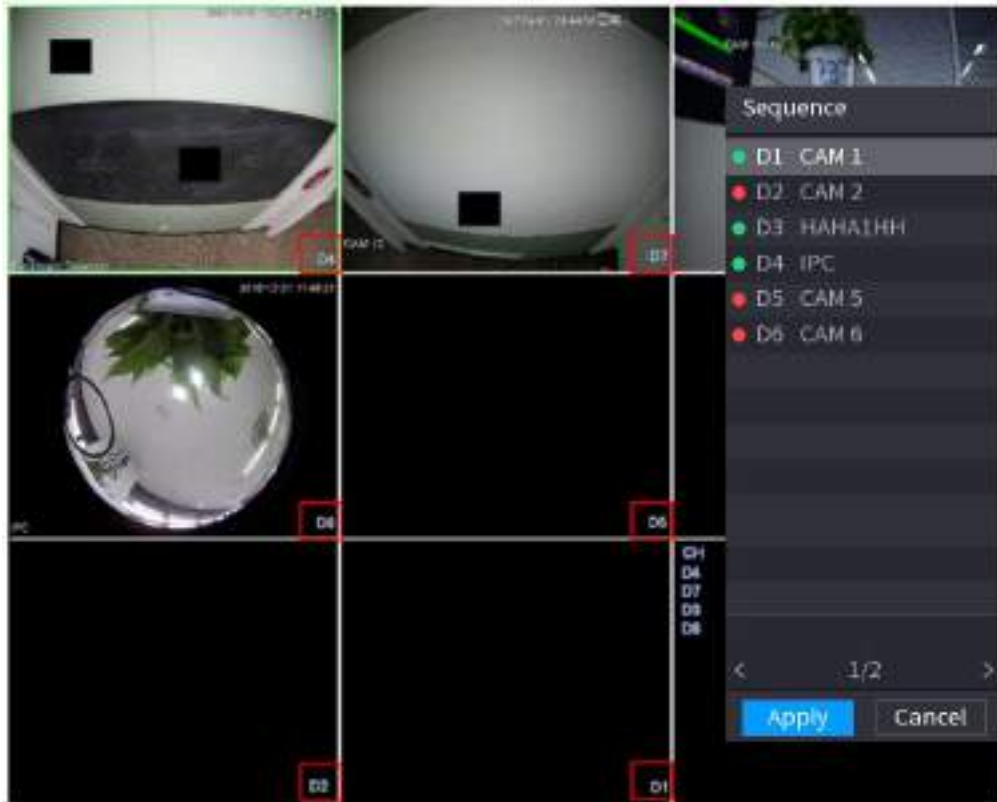 D4
D7
Sequence
D1 CAM 1
D2 CAM 2
D3 HAHA1HH
D4 IPC
D5 CAM 5
D6 CAM 6
IPC
D8
D6
CH
D4
D7
D9
D8
1/2
Apply
Cancel
D2
D1